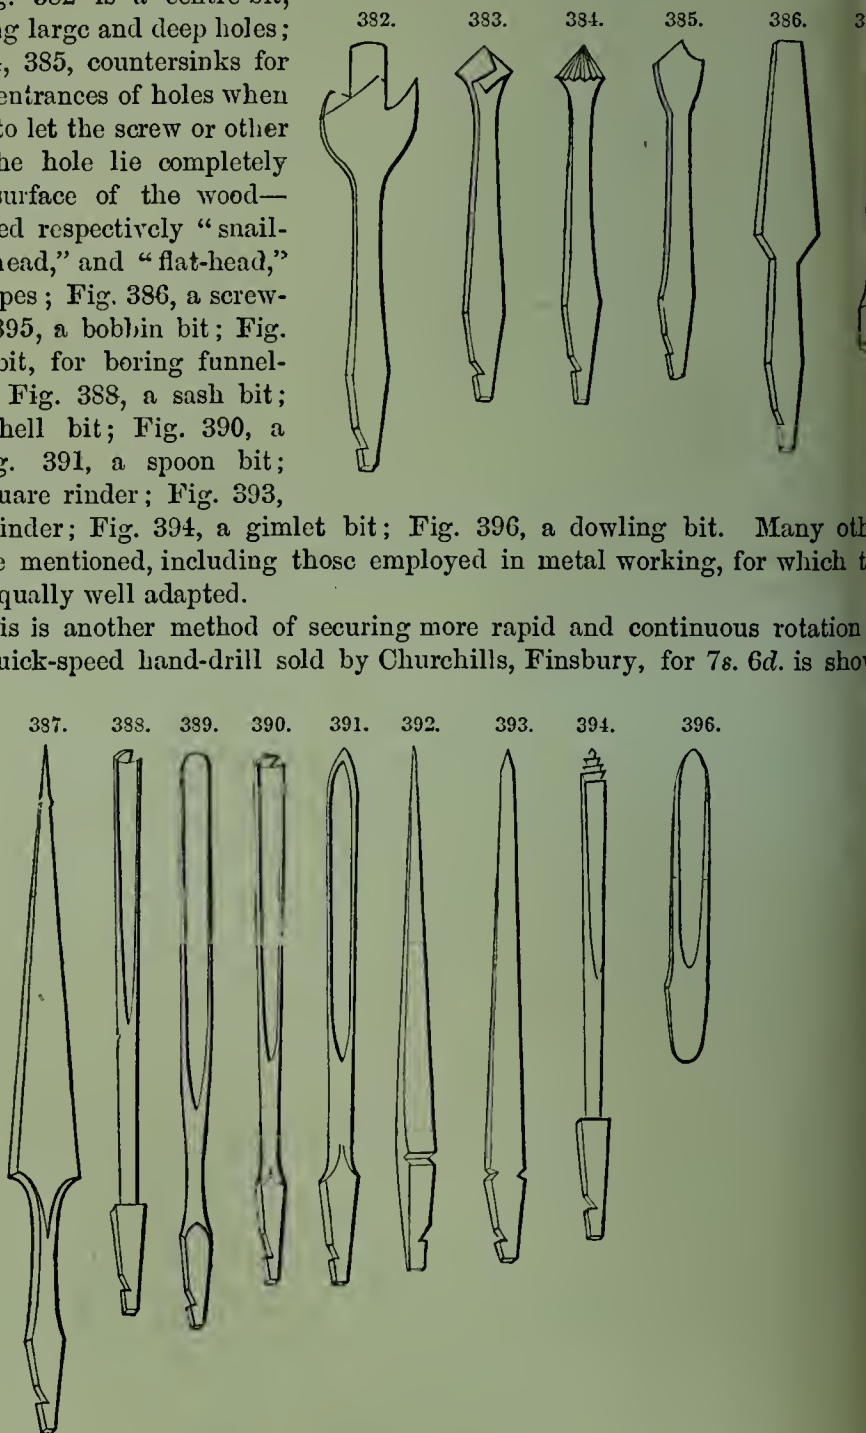 382. 383. 384. 385. 386. 3
g. 382 is a centre-bit,
ng large and deep holes;
, 385, countersinks for
entrances of holes when
to let the screw or other
he hole lie completely
surface of the wood—
ed respectively "snail-
head," and "flat-head,"
pes; Fig. 386, a screw-
395, a bobbin bit; Fig.
bit, for boring funnel-
Fig. 388, a sash bit;
hell bit; Fig. 390, a
g. 391, a spoon bit;
quare rinder; Fig. 393,
inder; Fig. 394, a gimlet bit; Fig. 396, a dowling bit. Many oth
e mentioned, including those employed in metal working, for which t
qually well adapted.
is is another method of securing more rapid and continuous rotation
uick-speed hand-drill sold by Churchills, Finsbury, for 7s. 6d. is show
387. 388. 389. 390. 391. 392. 393. 394. 396.